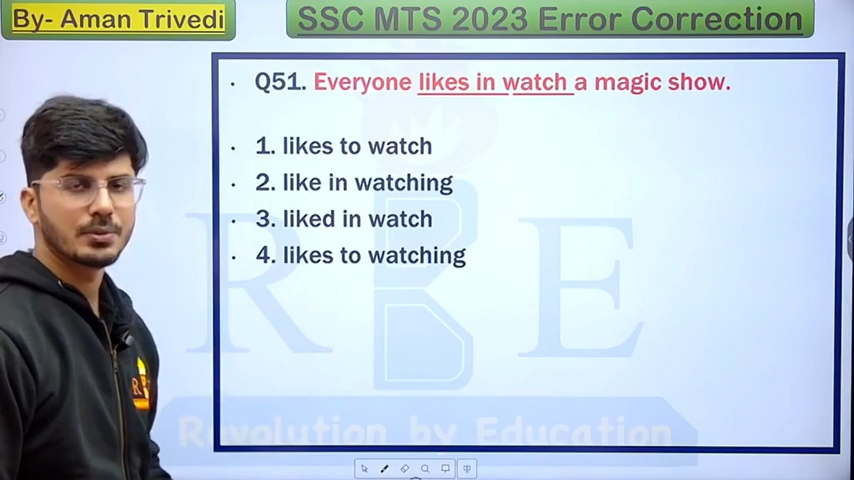 By- Aman Trivedi
SSC MTS 2023 Error Correction
• Q51. Everyone likes in watch a magic show.
• 1. likes to watch
• 2. like in watching
• 3. liked in watch
• 4. likes to watching
R B E
Revolution by Education